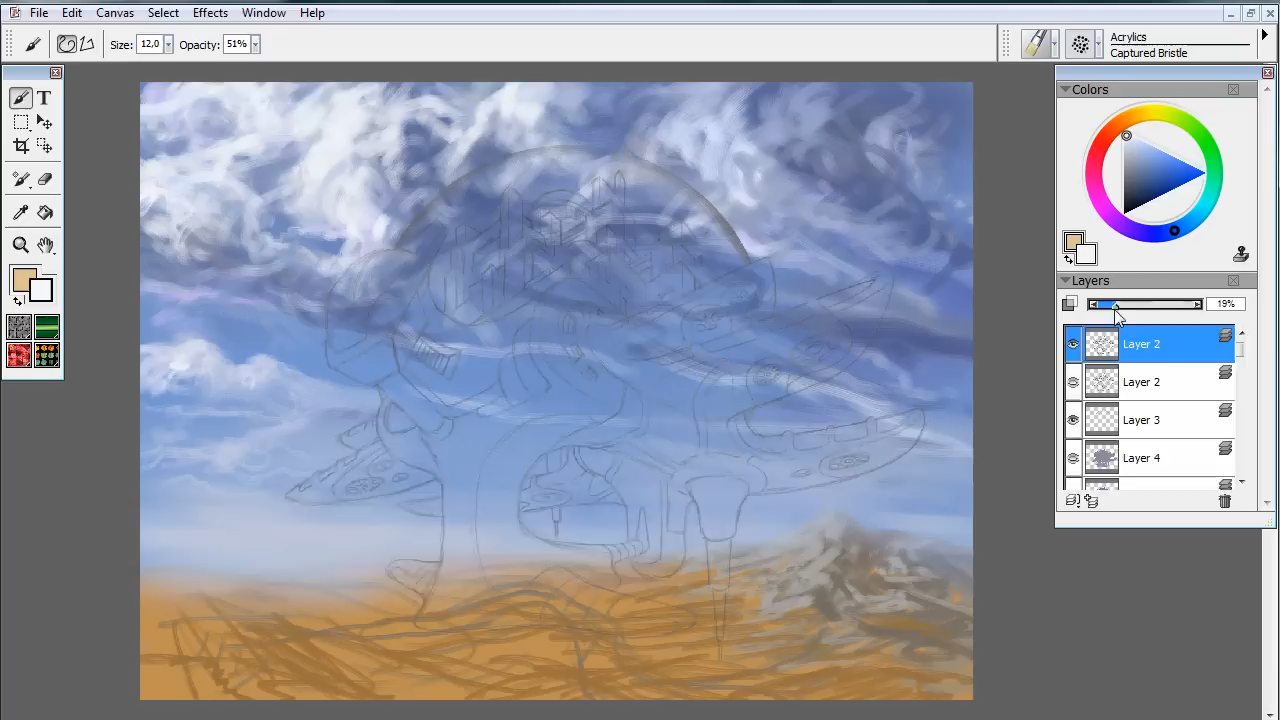 File Edit Canvas Select Effects Window Help
Size: 12,0 Opacity: 51%
Acrylics
Captured Bristle
T
Colors
Layers
19%
Layer 2
Layer 2
Layer 3
Layer 4